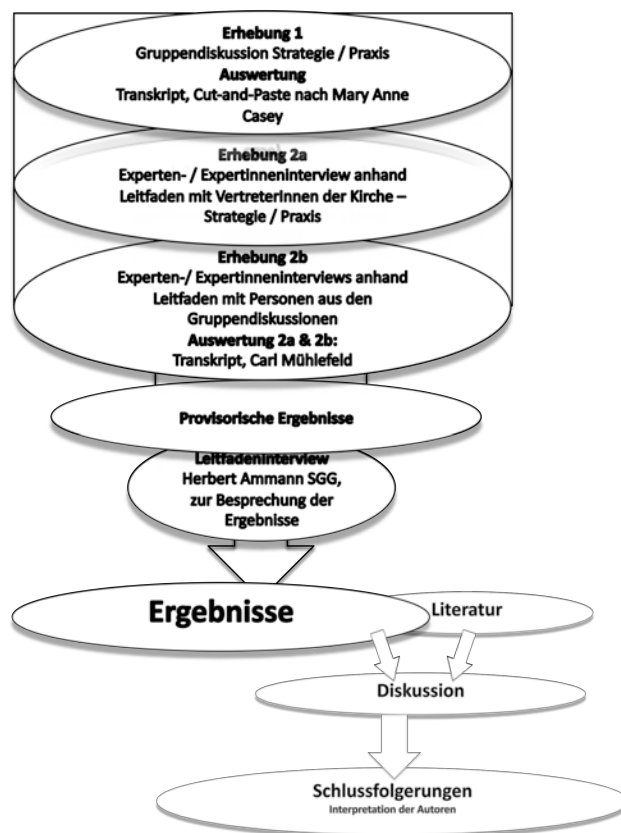 Erhebung 1
Gruppendiskussion Strategie / Praxis
Auswertung
Transkript, Cut-and-Paste nach Mary Anne
Casey
Erhebung 2a
Experten- / Expertinneninterview anhand
Leitfaden mit VertreterInnen der Kirche –
Strategie / Praxis
Erhebung 2b
Experten-/ Expertinneninterviews anhand
Leitfaden mit Personen aus den
Gruppendiskussionen
Auswertung 2a & 2b:
Transkript, Carl Mühlefeld
Provisorische Ergebnisse
Leitfadeninterview
Herbert Ammann SGG,
zur Besprechung der
Ergebnisse
Ergebnisse
Literatur
Diskussion
Schlussfolgerungen
Interpretation der Autoren